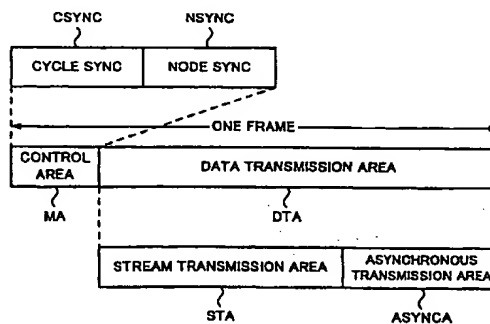 CSYNC NSYNC
CYCLE SYNC NODE SYNC
ONE FRAME
CONTROL AREA DATA TRANSMISSION AREA
MA DTA
STREAM TRANSMISSION AREA ASYNCHRONOUS TRANSMISSION AREA
STA ASYNCA